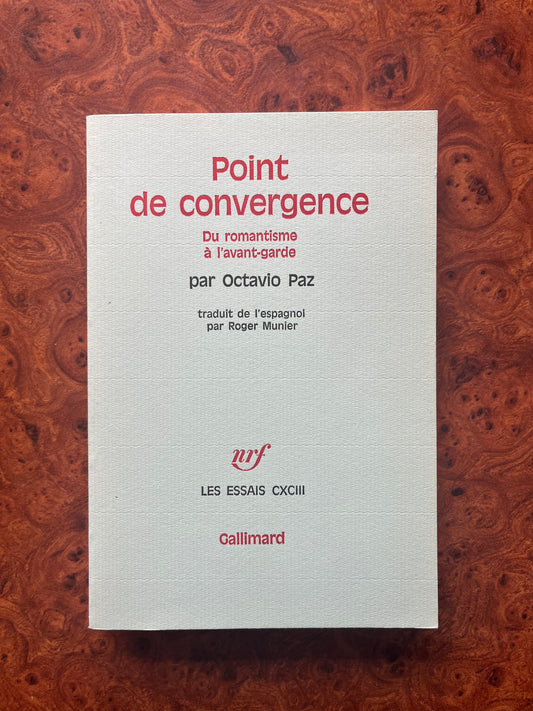 Point
de convergence
Du romantisme
à l'avant-garde
par Octavio Paz
traduit de l'espagnol
par Roger Munier
nrf
LES ESSAIS CXCIII
Gallimard